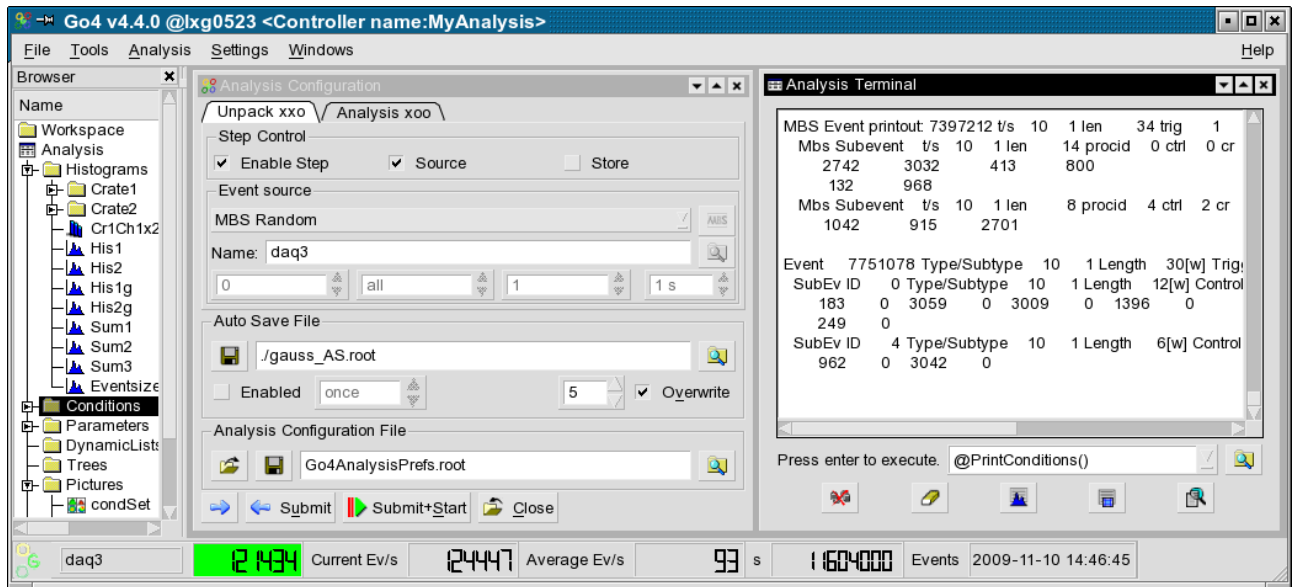 Go4 v4.4.0 @lxg0523 <Controller name:MyAnalysis>
File Tools Analysis Settings Windows Help
Browser
Name
Workspace
Analysis
Histograms
Crate1
Crate2
Cr1Ch1x2
His1
His2
His1g
His2g
Sum1
Sum2
Sum3
Eventsize
Conditions
Parameters
DynamicLists
Trees
Pictures
condSet
Analysis Configuration
Unpack xxo Analysis xoo
Step Control
Enable Step Source Store
Event source
MBS Random
MBS
Name: daq3
0 all 1 1 s
Auto Save File
./gauss_AS.root
Enabled once 5 Overwrite
Analysis Configuration File
Go4AnalysisPrefs.root
Submit Submit+Start Close
Analysis Terminal
MBS Event printout: 7397212 t/s 10 1 len 34 trig 1
Mbs Subevent t/s 10 1 len 14 procid 0 ctrl 0 cr
2742 3032 413 800
132 968
Mbs Subevent t/s 10 1 len 8 procid 4 ctrl 2 cr
1042 915 2701
Event 7751078 Type/Subtype 10 1 Length 30[w] Trig
SubEv ID 0 Type/Subtype 10 1 Length 12[w] Control
183 0 3059 0 3009 0 1396 0
249 0
SubEv ID 4 Type/Subtype 10 1 Length 6[w] Control
962 0 3042 0
Press enter to execute. @PrintConditions()
daq3 121434 Current Ev/s 124447 Average Ev/s 93 s 11604000 Events 2009-11-10 14:46:45